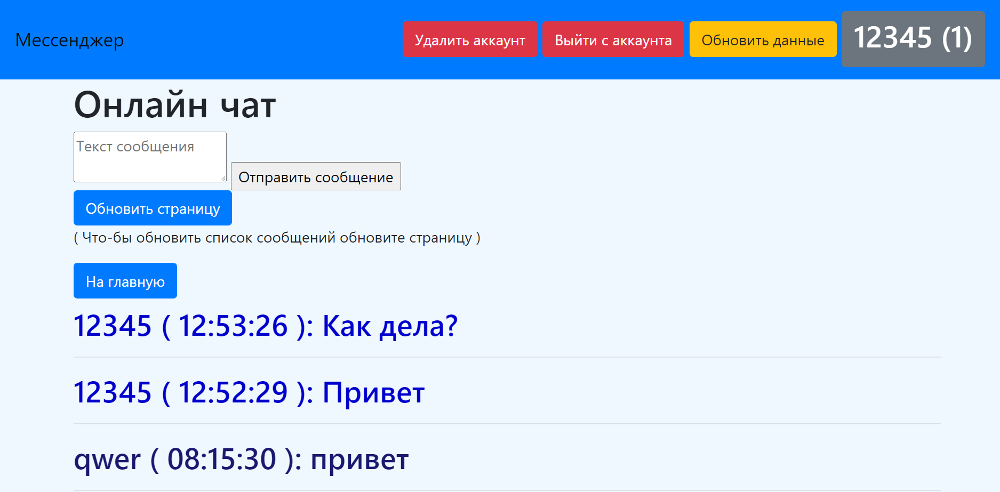 Мессенджер
Удалить аккаунт
Выйти с аккаунта
Обновить данные
12345 (1)
Онлайн чат
Текст сообщения
Отправить сообщение
Обновить страницу
( Что-бы обновить список сообщений обновите страницу )
На главную
12345 ( 12:53:26 ): Как дела?
12345 ( 12:52:29 ): Привет
qwer ( 08:15:30 ): привет